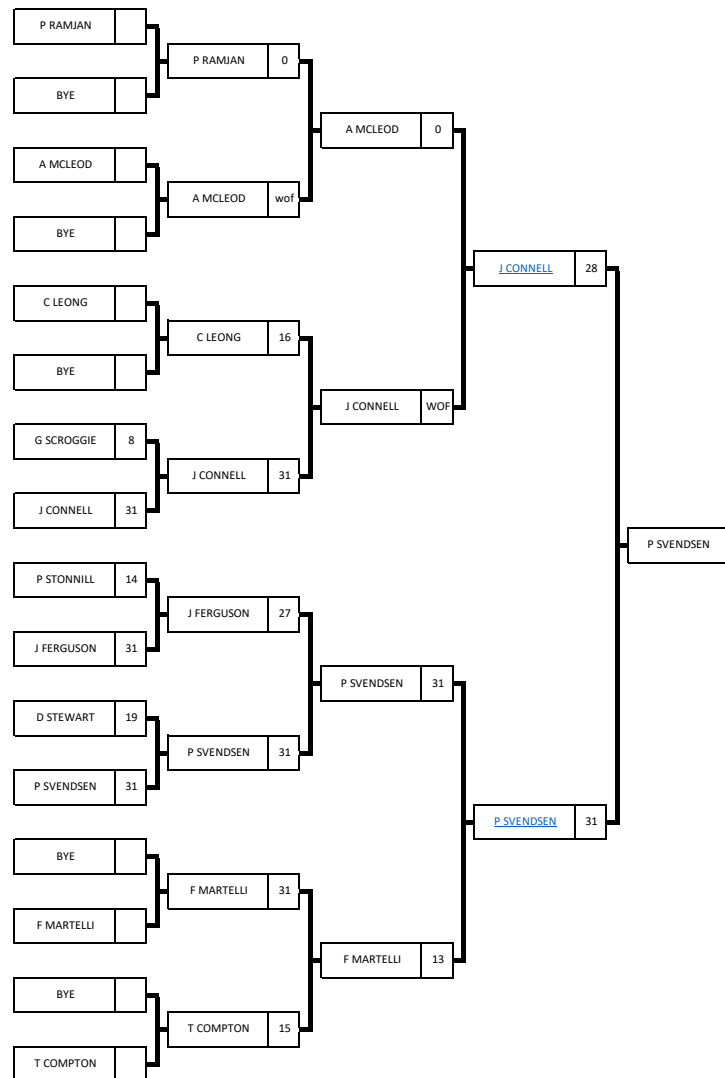 P RAMJAN
BYE
A MCLEOD
BYE
C LEONG
BYE
G SCROGGIE 8
J CONNELL 31
P STONNILL 14
J FERGUSON 31
D STEWART 19
P SVENDSEN 31
BYE
F MARTELLI
BYE
T COMPTON
P RAMJAN 0
A MCLEOD wof
C LEONG 16
J CONNELL 31
J FERGUSON 27
P SVENDSEN 31
F MARTELLI 31
T COMPTON 15
A MCLEOD 0
J CONNELL WOF
P SVENDSEN 31
F MARTELLI 13
J CONNELL 28
P SVENDSEN 31
P SVENDSEN